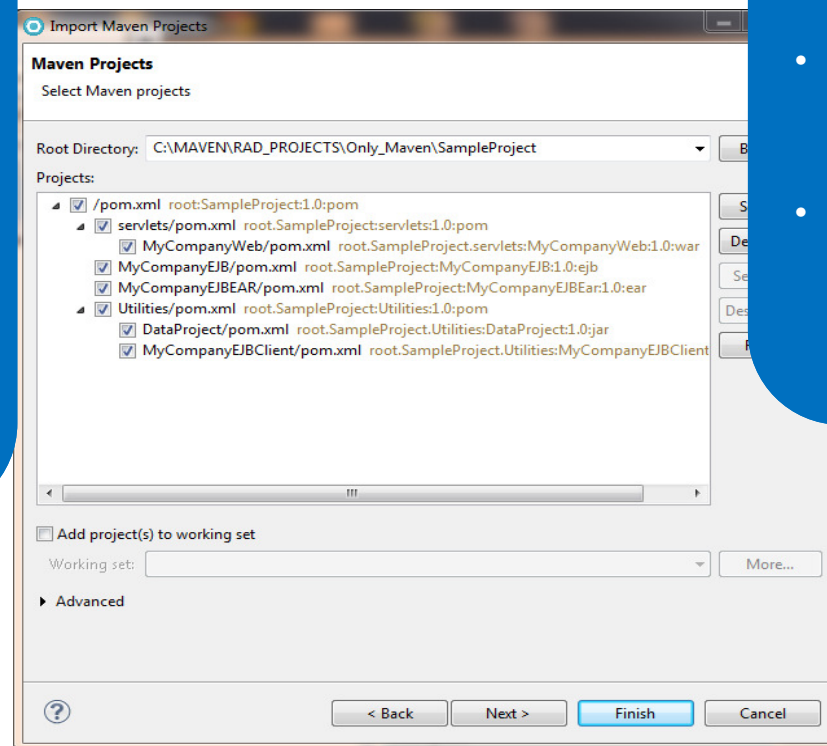 Import Maven Projects
Maven Projects
Select Maven projects
Root Directory: C:\MAVEN\RAD_PROJECTS\Only_Maven\SampleProject
Projects:
/pom.xml root:SampleProject:1.0:pom
servlets/pom.xml root.SampleProject:servlets:1.0:pom
MyCompanyWeb/pom.xml root.SampleProject.servlets:MyCompanyWeb:1.0:war
MyCompanyEJB/pom.xml root.SampleProject:MyCompanyEJB:1.0:ejb
MyCompanyEJBEAR/pom.xml root.SampleProject:MyCompanyEJBEar:1.0:ear
Utilities/pom.xml root.SampleProject:Utilities:1.0:pom
DataProject/pom.xml root.SampleProject.Utilities:DataProject:1.0:jar
MyCompanyEJBClient/pom.xml root.SampleProject.Utilities:MyCompanyEJBClient
Add project(s) to working set
Working set: More...
Advanced
< Back Next > Finish Cancel